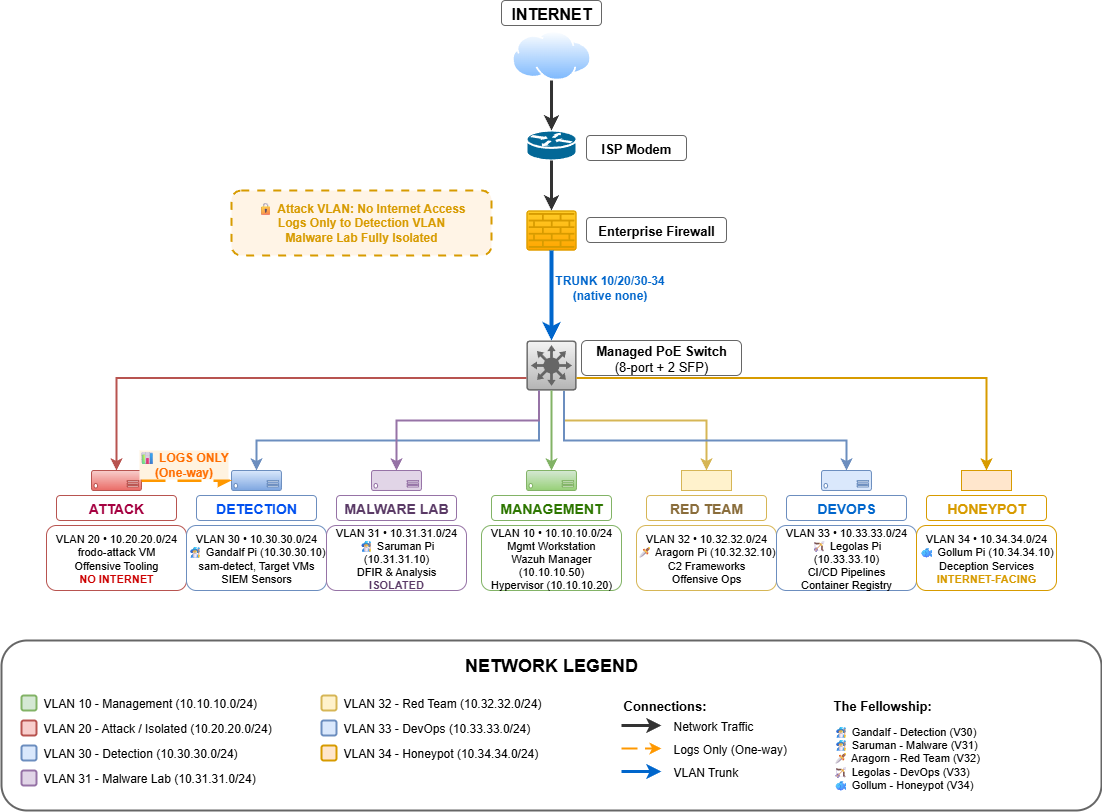 INTERNET
ISP Modem
Attack VLAN: No Internet Access
Logs Only to Detection VLAN
Malware Lab Fully Isolated
Enterprise Firewall
TRUNK 10/20/30-34
(native none)
Managed PoE Switch
(8-port + 2 SFP)
LOGS ONLY
(One-way)
ATTACK
VLAN 20 • 10.20.20.0/24
frodo-attack VM
Offensive Tooling
NO INTERNET
DETECTION
VLAN 30 • 10.30.30.0/24
Gandalf Pi (10.30.30.10)
sam-detect, Target VMs
SIEM Sensors
MALWARE LAB
VLAN 31 • 10.31.31.0/24
Saruman Pi
(10.31.31.10)
DFIR & Analysis
ISOLATED
MANAGEMENT
VLAN 10 • 10.10.10.0/24
Mgmt Workstation
Wazuh Manager
(10.10.10.50)
Hypervisor (10.10.10.20)
RED TEAM
VLAN 32 • 10.32.32.0/24
Aragorn Pi (10.32.32.10)
C2 Frameworks
Offensive Ops
DEVOPS
VLAN 33 • 10.33.33.0/24
Legolas Pi
(10.33.33.10)
CI/CD Pipelines
Container Registry
HONEYPOT
VLAN 34 • 10.34.34.0/24
Gollum Pi (10.34.34.10)
Deception Services
INTERNET-FACING
NETWORK LEGEND
VLAN 10 - Management (10.10.10.0/24)
VLAN 20 - Attack / Isolated (10.20.20.0/24)
VLAN 30 - Detection (10.30.30.0/24)
VLAN 31 - Malware Lab (10.31.31.0/24)
VLAN 32 - Red Team (10.32.32.0/24)
VLAN 33 - DevOps (10.33.33.0/24)
VLAN 34 - Honeypot (10.34.34.0/24)
Connections:
Network Traffic
Logs Only (One-way)
VLAN Trunk
The Fellowship:
Gandalf - Detection (V30)
Saruman - Malware (V31)
Aragorn - Red Team (V32)
Legolas - DevOps (V33)
Gollum - Honeypot (V34)